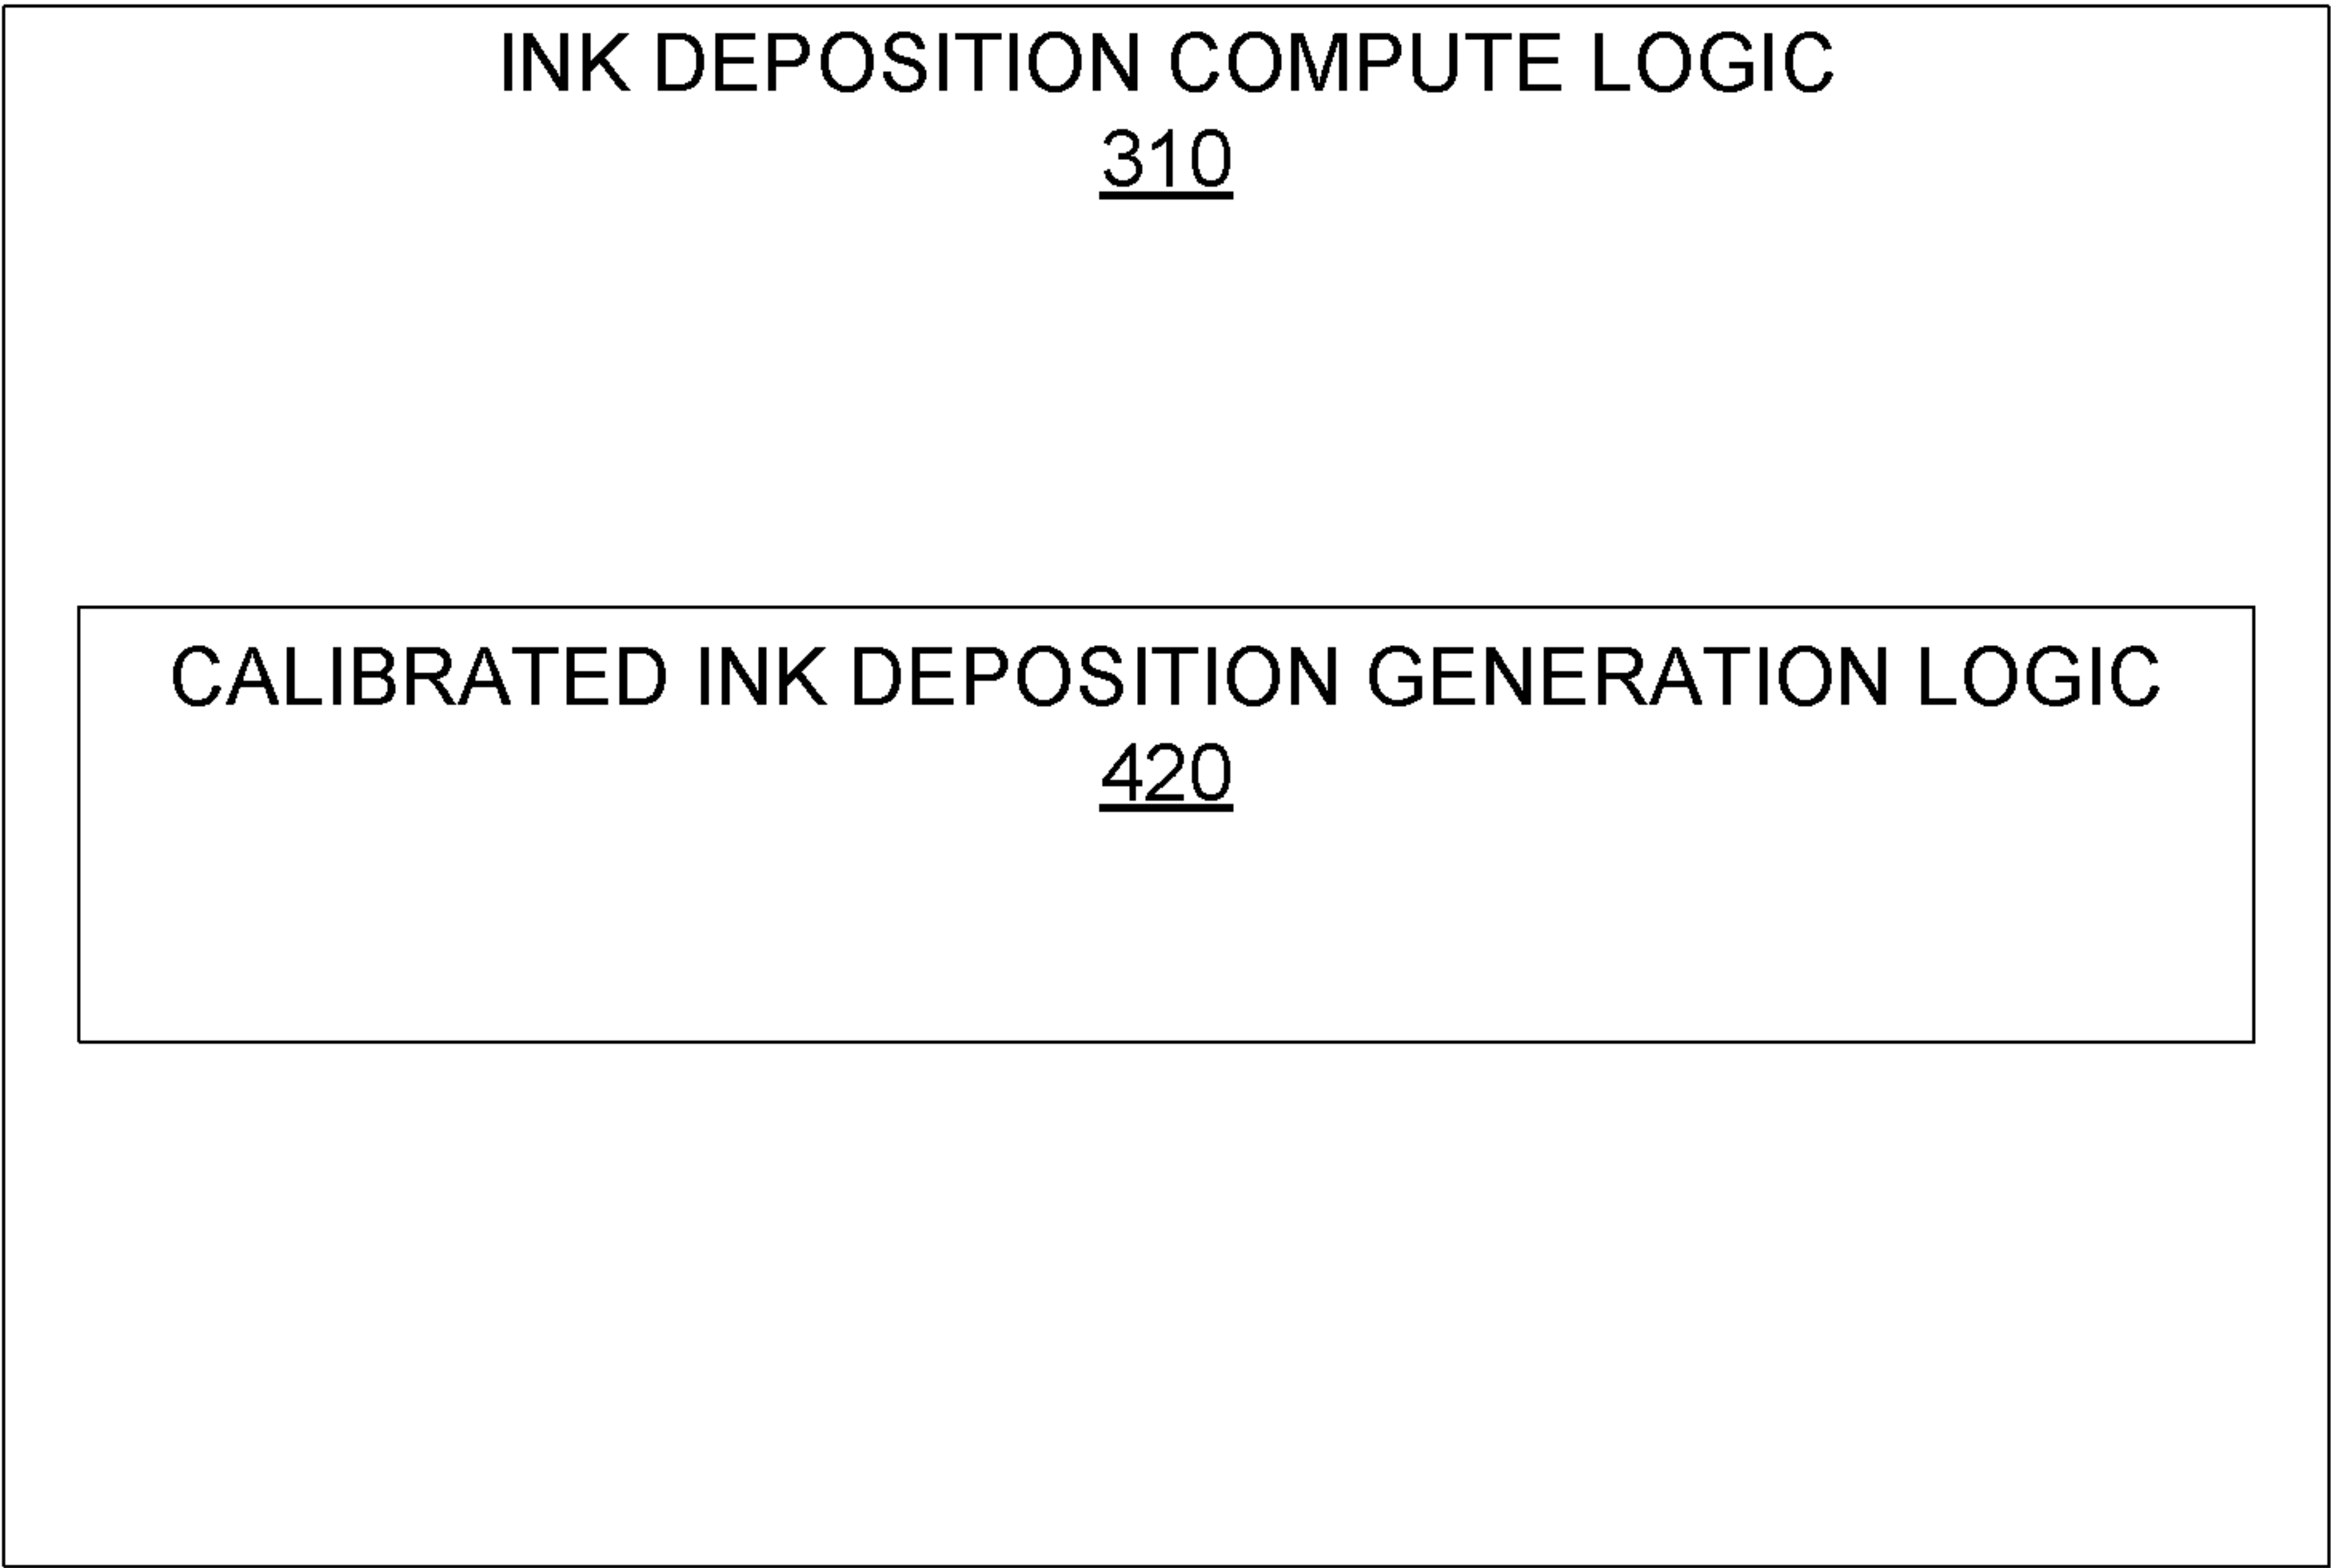 INK DEPOSITION COMPUTE LOGIC
310
CALIBRATED INK DEPOSITION GENERATION LOGIC
420